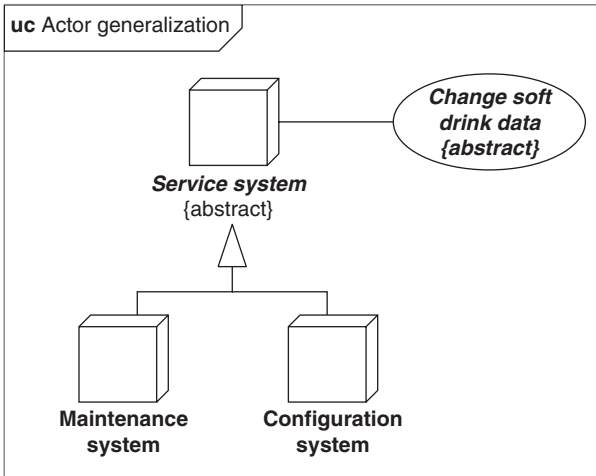 uc Actor generalization
Change soft
drink data
{abstract}
Service system
{abstract}
Maintenance
system
Configuration
system